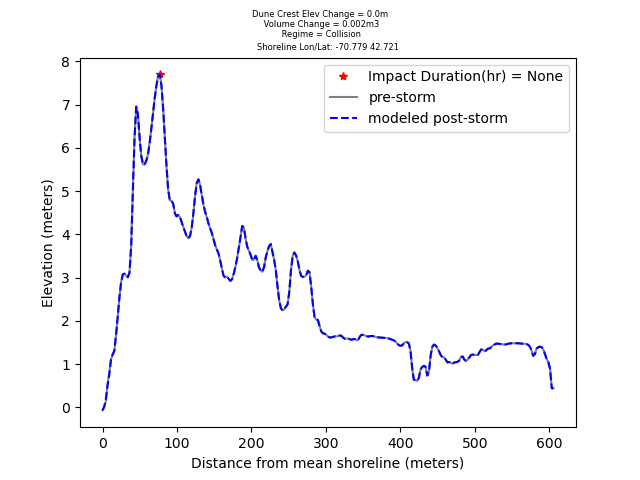 Dune Crest Elev Change = 0.0m
Volume Change = 0.002m3
Regime = Collision
Shoreline Lon/Lat: -70.779 42.721
Impact Duration(hr) = None
pre-storm
modeled post-storm
Elevation (meters)
8
7
6
5
4
3
2
1
0
0 100 200 300 400 500 600
Distance from mean shoreline (meters)